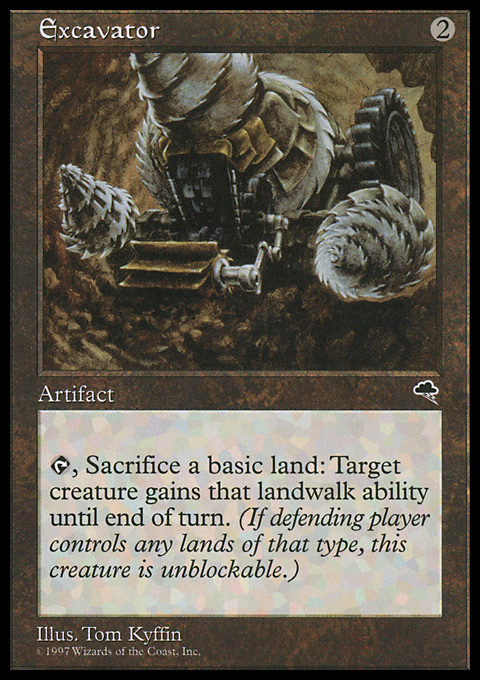 Excavator
2
Artifact
, Sacrifice a basic land: Target
creature gains that landwalk ability
until end of turn. (If defending player
controls any lands of that type, this
creature is unblockable.)
Illus. Tom Kyffin
©1997 Wizards of the Coast, Inc.